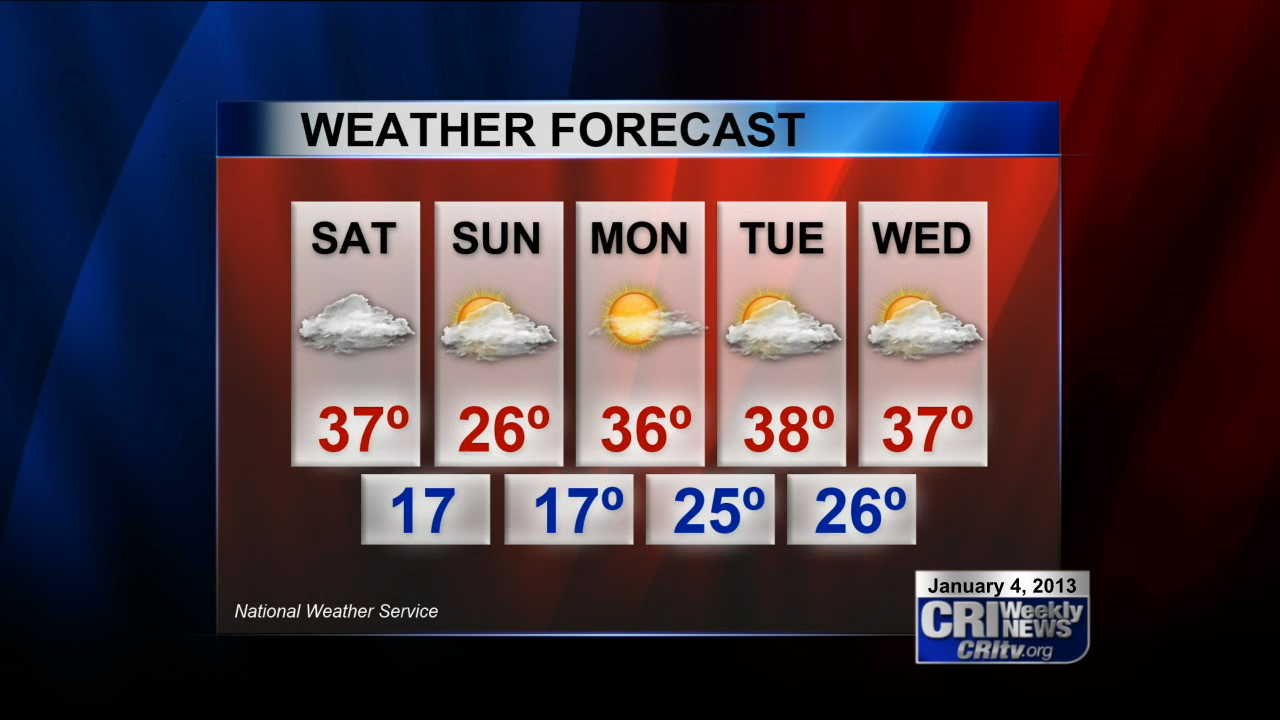 WEATHER FORECAST
SAT SUN MON TUE WED
37º 26º 36º 38º 37º
17 17º 25º 26º
National Weather Service
January 4, 2013
CRI Weekly NEWS
CRItv.org